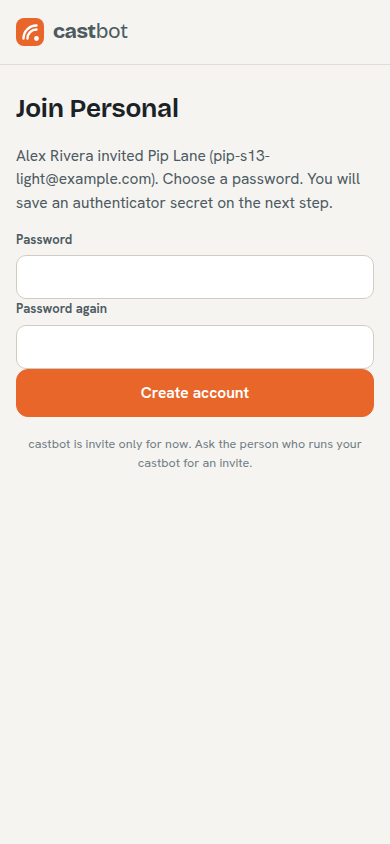 castbot
Join Personal
Alex Rivera invited Pip Lane (pip-s13-
light@example.com). Choose a password. You will
save an authenticator secret on the next step.
Password
Password again
Create account
castbot is invite only for now. Ask the person who runs your
castbot for an invite.